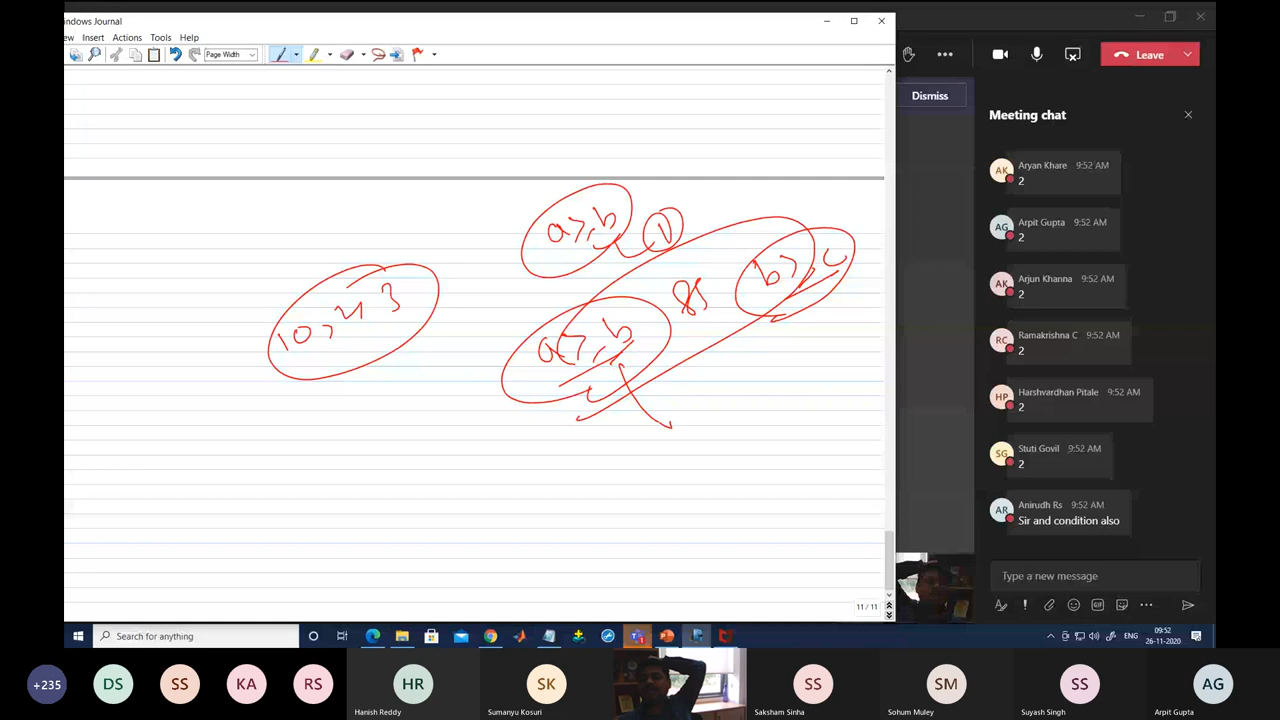 indows Journal
ew Insert Actions Tools Help
Page Width
Leave
Dismiss
Meeting chat
Aryan Khare 9:52 AM
2
Arpit Gupta 9:52 AM
2
Arjun Khanna 9:52 AM
2
Ramakrishna C 9:52 AM
2
Harshvardhan Pitale 9:52 AM
2
Stuti Govil 9:52 AM
2
Anirudh Rs 9:52 AM
Sir and condition also
Type a new message
a>,b 1
b>,c
a(>,b
11 / 11
Search for anything
ENG
09:52
26-11-2020
+235 DS SS KA RS HR SK SS SM SS AG
Hanish Reddy Sumanyu Kosuri Saksham Sinha Sohum Muley Suyash Singh Arpit Gupta